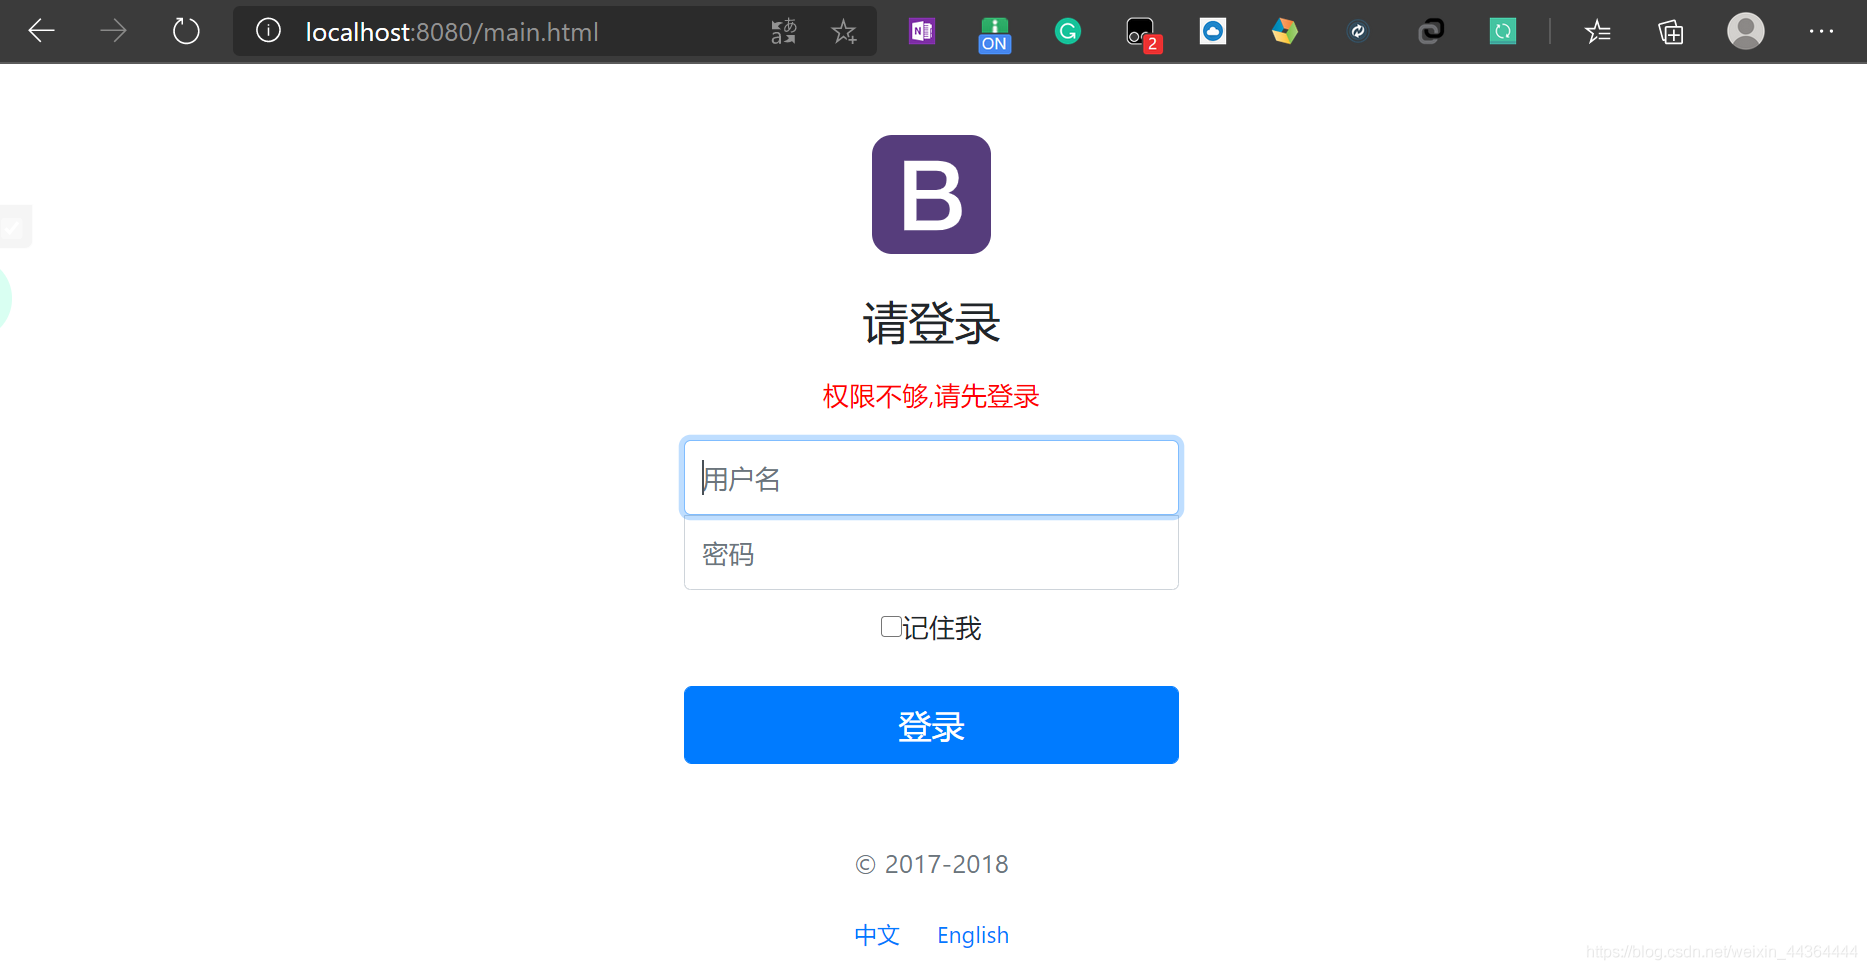 localhost:8080/main.html
ON
2
B
请登录
权限不够,请先登录
用户名
密码
记住我
登录
© 2017-2018
中文 English
https://blog.csdn.net/weixin_44364444